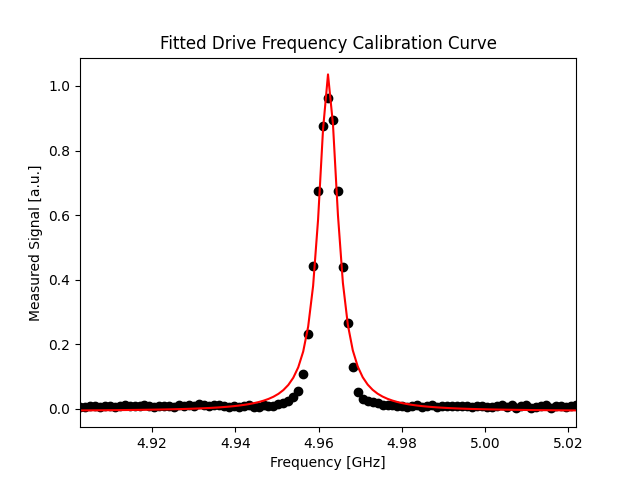 Fitted Drive Frequency Calibration Curve
Measured Signal [a.u.]
1.0
0.8
0.6
0.4
0.2
0.0
4.92 4.94 4.96 4.98 5.00 5.02
Frequency [GHz]